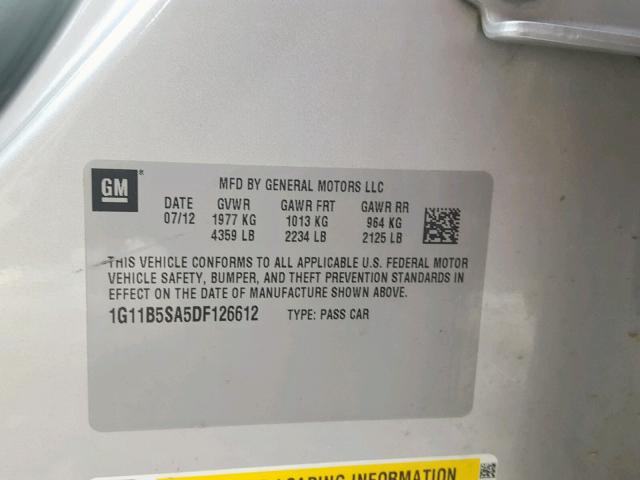 GM
MFD BY GENERAL MOTORS LLC
DATE GVWR GAWR FRT GAWR RR
07/12 1977 KG 1013 KG 964 KG
4359 LB 2234 LB 2125 LB
THIS VEHICLE CONFORMS TO ALL APPLICABLE U.S. FEDERAL MOTOR
VEHICLE SAFETY, BUMPER, AND THEFT PREVENTION STANDARDS IN
EFFECT ON THE DATE OF MANUFACTURE SHOWN ABOVE.
1G11B5SA5DF126612 TYPE: PASS CAR
LOADING INFORMATION